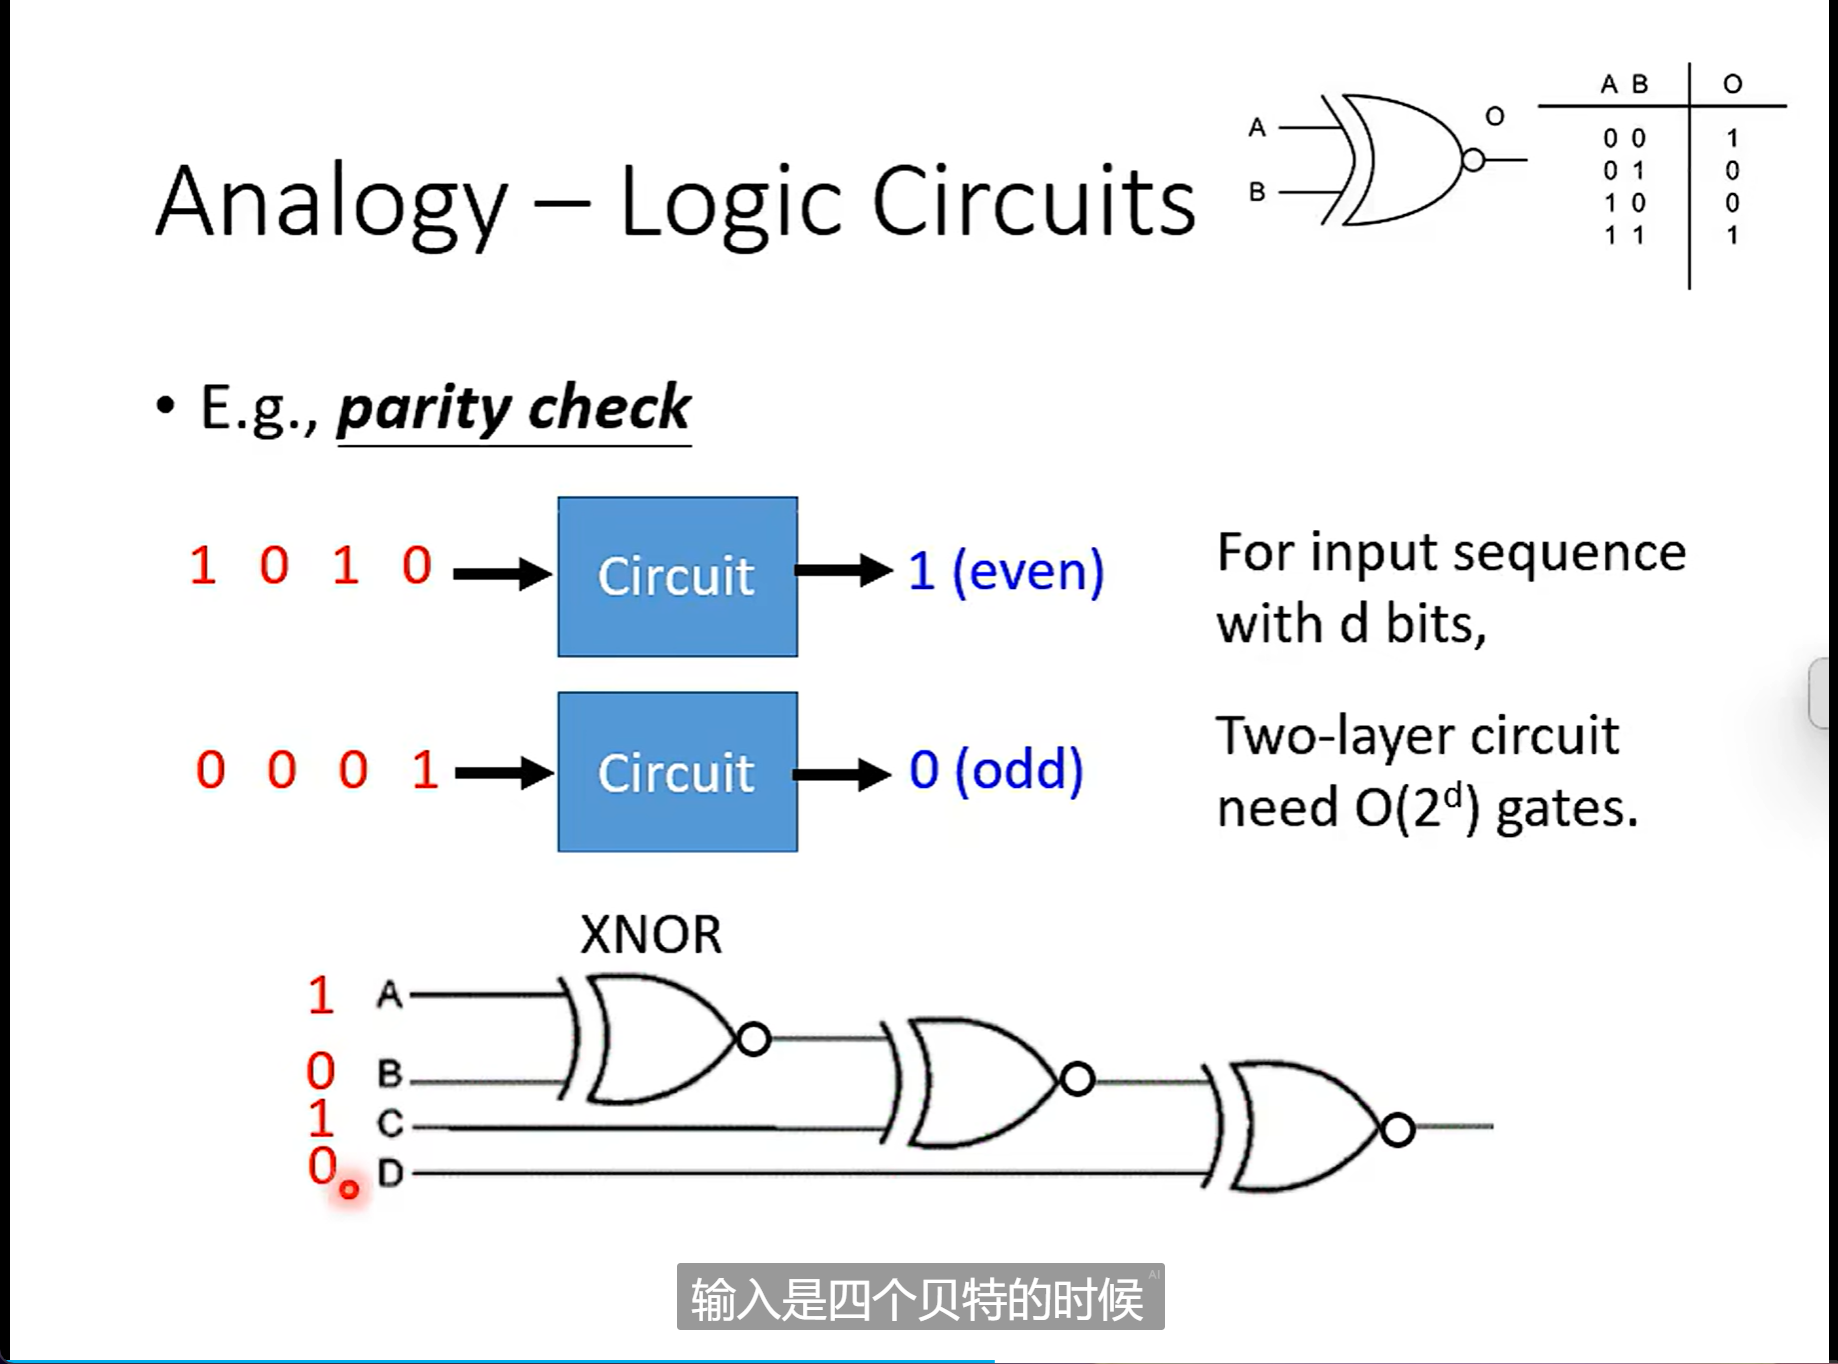 Analogy – Logic Circuits
A B O
0 0 1
0 1 0
1 0 0
1 1 1
A
B
O
• E.g., parity check
1 0 1 0
Circuit
1 (even)
0 0 0 1
Circuit
0 (odd)
For input sequence
with d bits,
Two-layer circuit
need O(2ᵈ) gates.
XNOR
1 A
0 B
1 C
0 D
输入是四个贝特的时候
AI